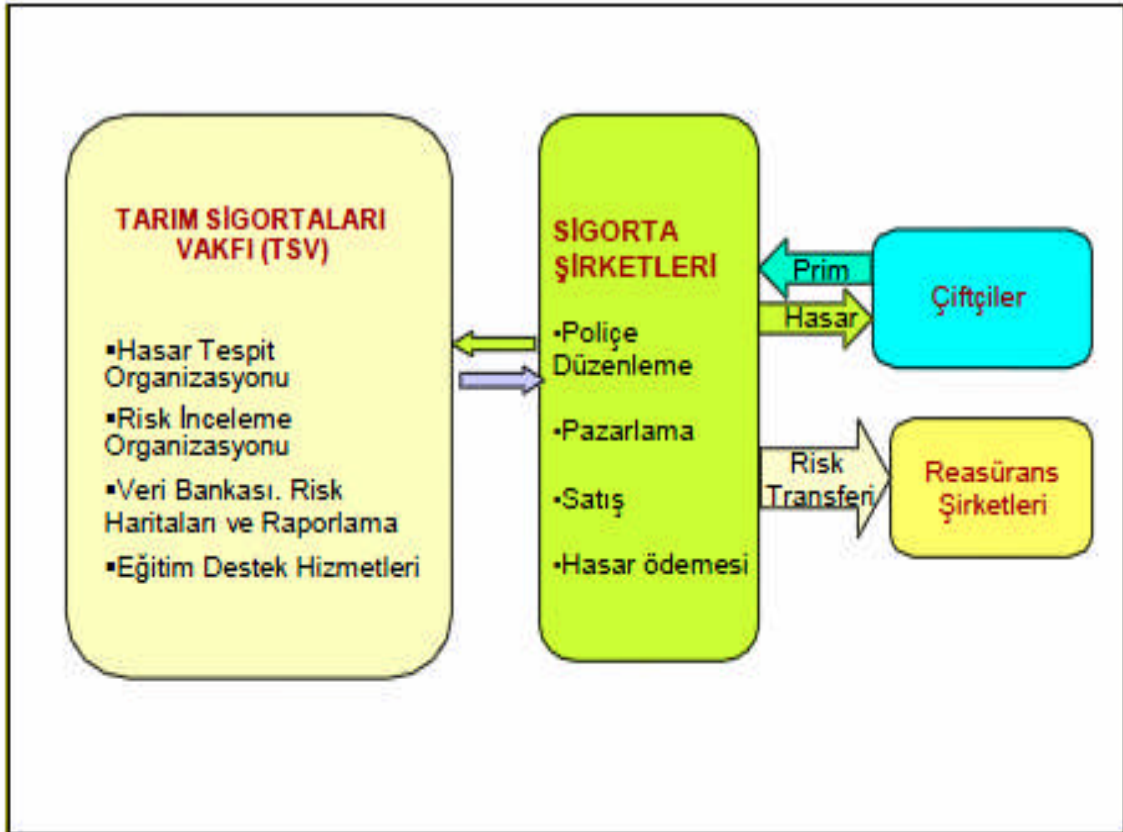 TARIM SİGORTALARI
VAKFI (TSV)
▪Hasar Tespit
Organizasyonu
▪Risk İnceleme
Organizasyonu
▪Veri Bankası. Risk
Haritaları ve Raporlama
▪Eğitim Destek Hizmetleri
SİGORTA
ŞİRKETLERİ
•Poliçe
Düzenleme
•Pazarlama
•Satış
•Hasar ödemesi
Prim
Hasar
Çiftçiler
Risk
Transferi
Reasürans
Şirketleri